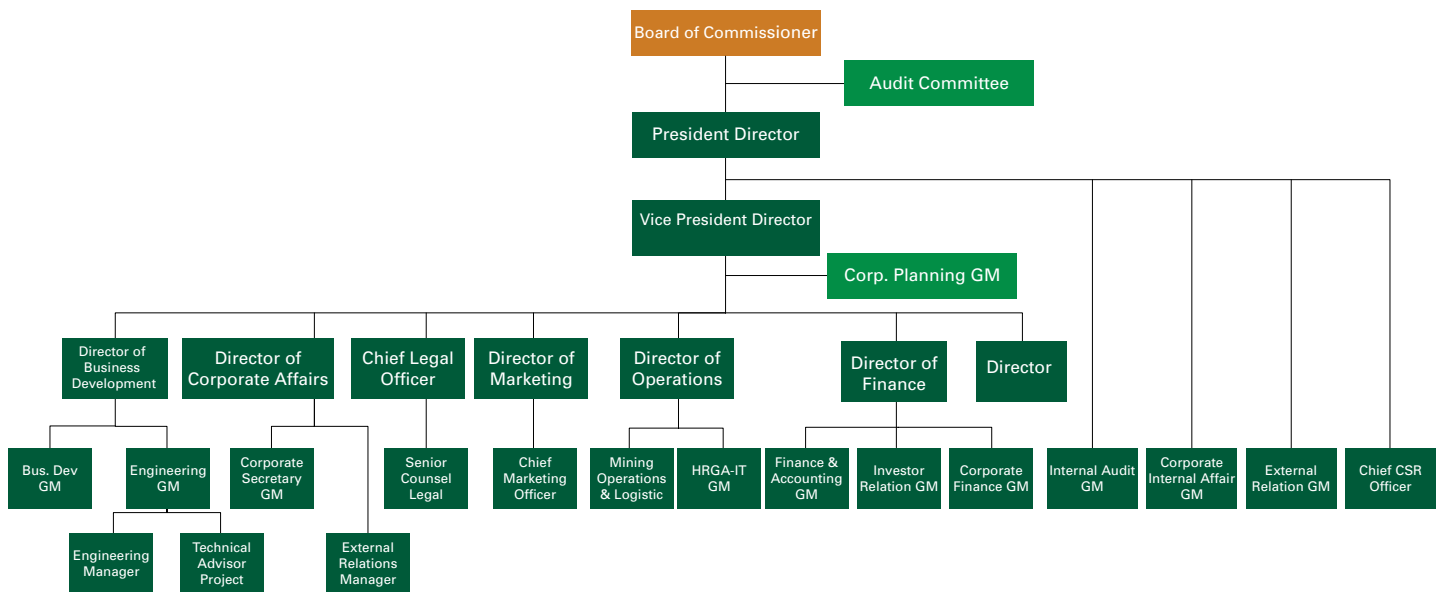 Board of Commissioner
Audit Committee
President Director
Vice President Director
Corp. Planning GM
Director of
Business
Development
Director of
Corporate Affairs
Chief Legal
Officer
Director of
Marketing
Director of
Operations
Director of
Finance
Director
Bus. Dev
GM
Engineering
GM
Corporate
Secretary
GM
Senior
Counsel
Legal
Chief
Marketing
Officer
Mining
Operations
& Logistic
HRGA-IT
GM
Finance &
Accounting
GM
Investor
Relation GM
Corporate
Finance GM
Internal Audit
GM
Corporate
Internal Affair
GM
External
Relation GM
Chief CSR
Officer
Engineering
Manager
Technical
Advisor
Project
External
Relations
Manager